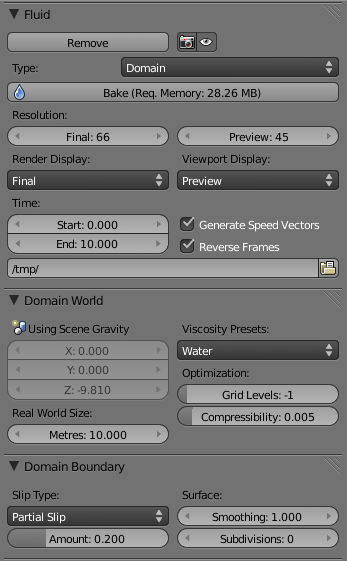 Fluid
Remove
Type: Domain
Bake (Req. Memory: 28.26 MB)
Resolution:
Final: 66 Preview: 45
Render Display: Viewport Display:
Final Preview
Time:
Start: 0.000 Generate Speed Vectors
End: 10.000 Reverse Frames
/tmp/
Domain World
Using Scene Gravity Viscosity Presets:
X: 0.000 Water
Y: 0.000 Optimization:
Z: -9.810 Grid Levels: -1
Real World Size: Compressibility: 0.005
Metres: 10.000
Domain Boundary
Slip Type: Surface:
Partial Slip Smoothing: 1.000
Amount: 0.200 Subdivisions: 0